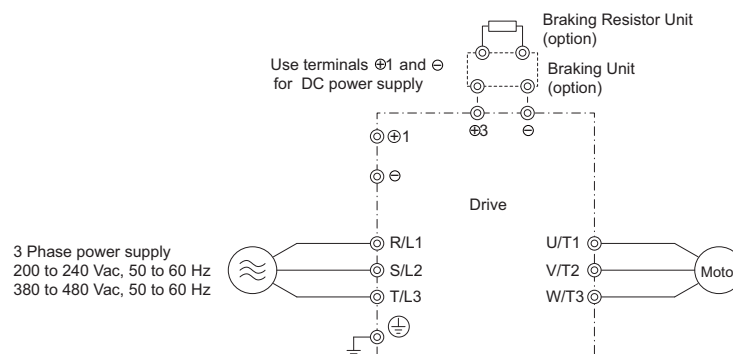 Braking Resistor Unit
(option)
Use terminals ⊕1 and ⊖
for DC power supply
Braking Unit
(option)
⊕3
⊖
⊕1
⊖
Drive
3 Phase power supply
200 to 240 Vac, 50 to 60 Hz
380 to 480 Vac, 50 to 60 Hz
R/L1
S/L2
T/L3
U/T1
V/T2
W/T3
Moto